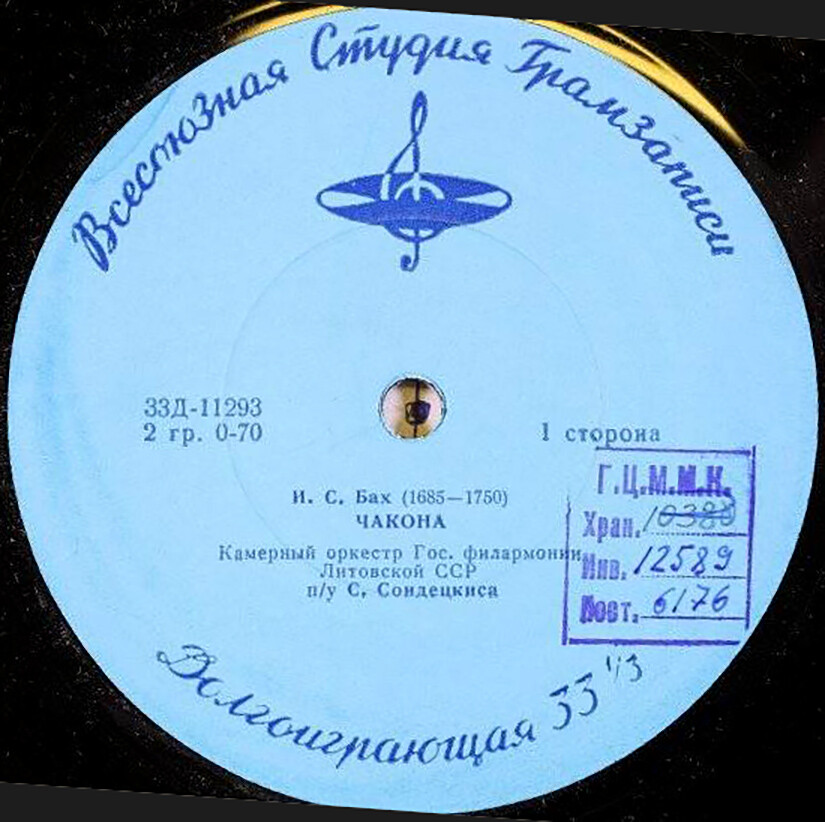 Всесоюзная Студия Грамзаписи
33Д-11293
2 гр. 0-70
1 сторона
И. С. Бах (1685—1750)
ЧАКОНА
Камерный оркестр Гос. филармонии
Литовской ССР
п/у С. Сондецкиса
Г.Ц.М.М.К.
Хран. 10388
Инв. 12589
Пост. 6176
Долгоиграющая 33 1/3